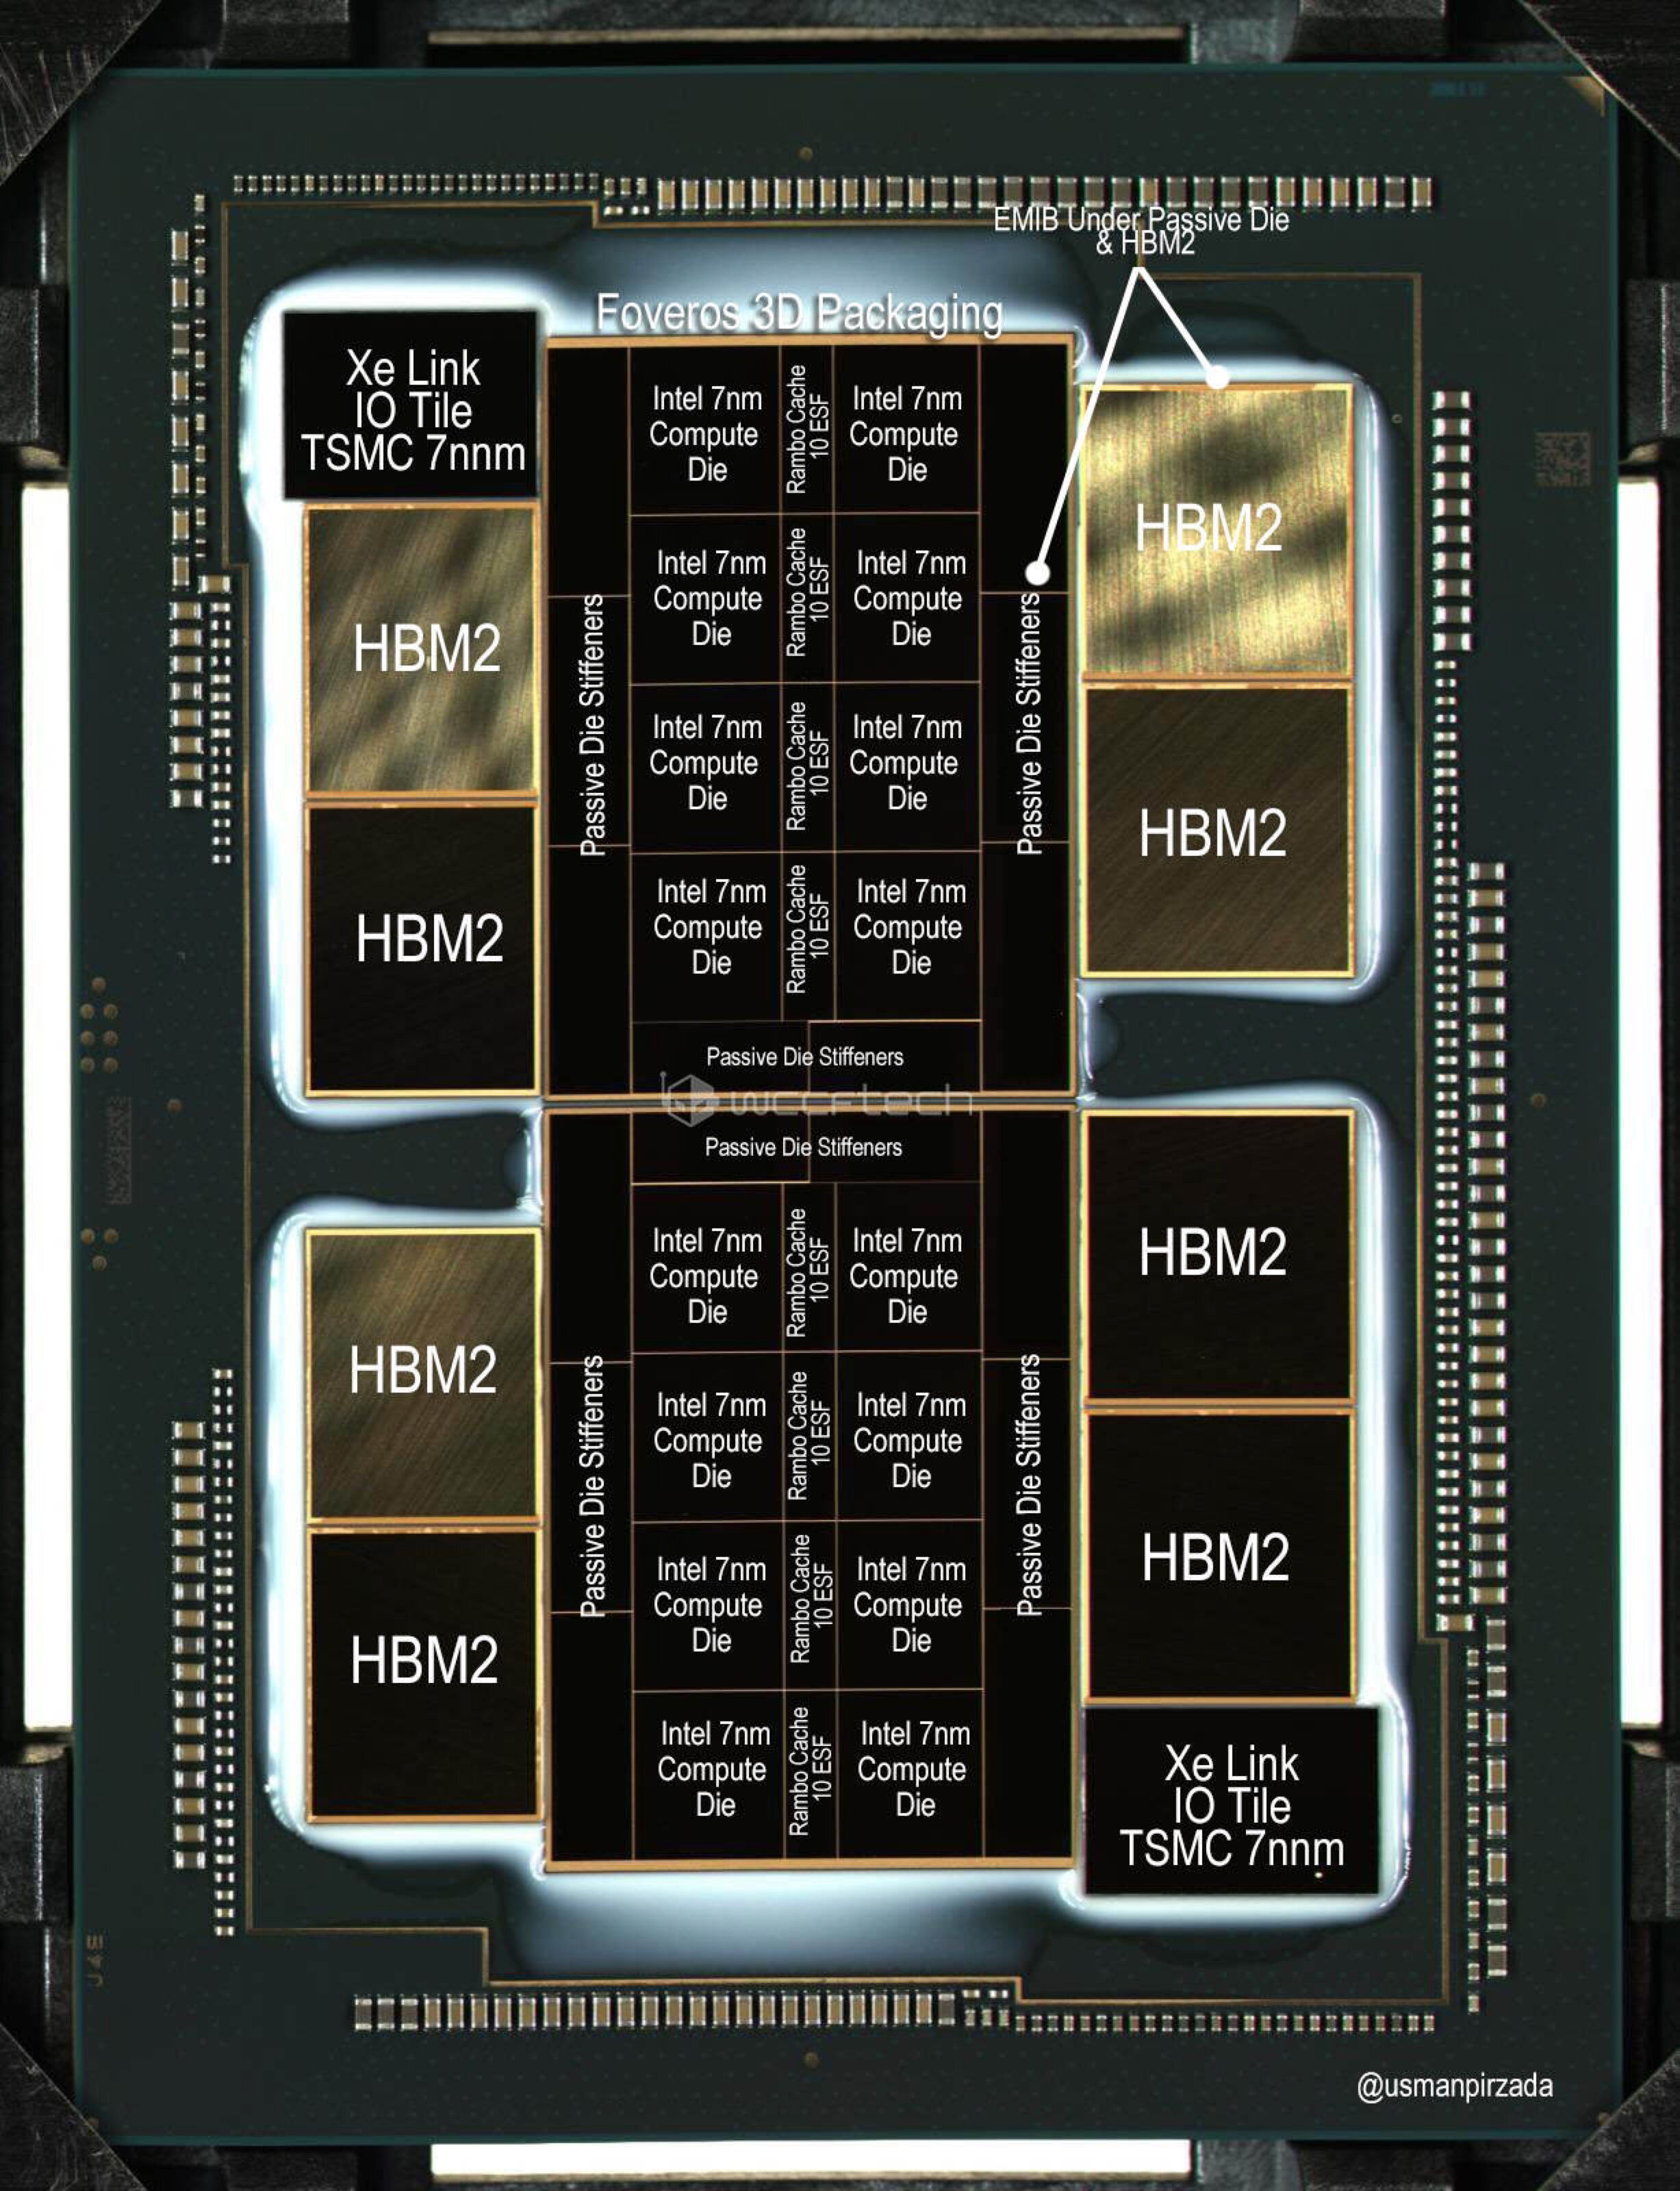 EMIB Under Passive Die
& HBM2
Foveros 3D Packaging
Xe Link
IO Tile
TSMC 7nnm
HBM2
HBM2
Passive Die Stiffeners
Intel 7nm
Compute
Die
Rambo Cache
10 ESF
Intel 7nm
Compute
Die
Intel 7nm
Compute
Die
Rambo Cache
10 ESF
Intel 7nm
Compute
Die
Intel 7nm
Compute
Die
Rambo Cache
10 ESF
Intel 7nm
Compute
Die
Intel 7nm
Compute
Die
Rambo Cache
10 ESF
Intel 7nm
Compute
Die
Passive Die Stiffeners
HBM2
HBM2
Passive Die Stiffeners
wccftech
Passive Die Stiffeners
HBM2
HBM2
Passive Die Stiffeners
Intel 7nm
Compute
Die
Rambo Cache
10 ESF
Intel 7nm
Compute
Die
Intel 7nm
Compute
Die
Rambo Cache
10 ESF
Intel 7nm
Compute
Die
Intel 7nm
Compute
Die
Rambo Cache
10 ESF
Intel 7nm
Compute
Die
Intel 7nm
Compute
Die
Rambo Cache
10 ESF
Intel 7nm
Compute
Die
Passive Die Stiffeners
HBM2
HBM2
Xe Link
IO Tile
TSMC 7nnm
J4E
@usmanpirzada